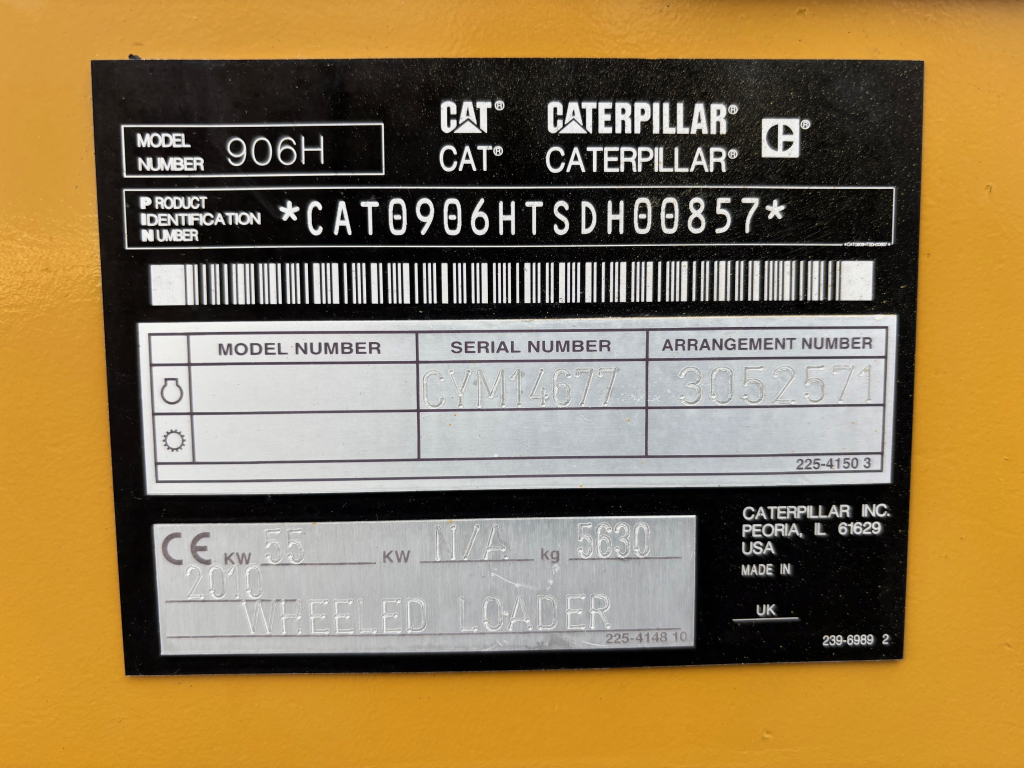 CAT® CATERPILLAR® C®
MODEL NUMBER 906H CAT® CATERPILLAR®
PRODUCT IDENTIFICATION NUMBER *CAT0906HTSDH00857*
*CAT0906HTSDH00857*
MODEL NUMBER SERIAL NUMBER ARRANGEMENT NUMBER
CYM14677 3052571
225-4150 3
CE KW 55 KW N/A kg 5630
2010
WHEELED LOADER
225-4148 10
CATERPILLAR INC.
PEORIA, IL 61629
USA
MADE IN
UK
239-6989 2